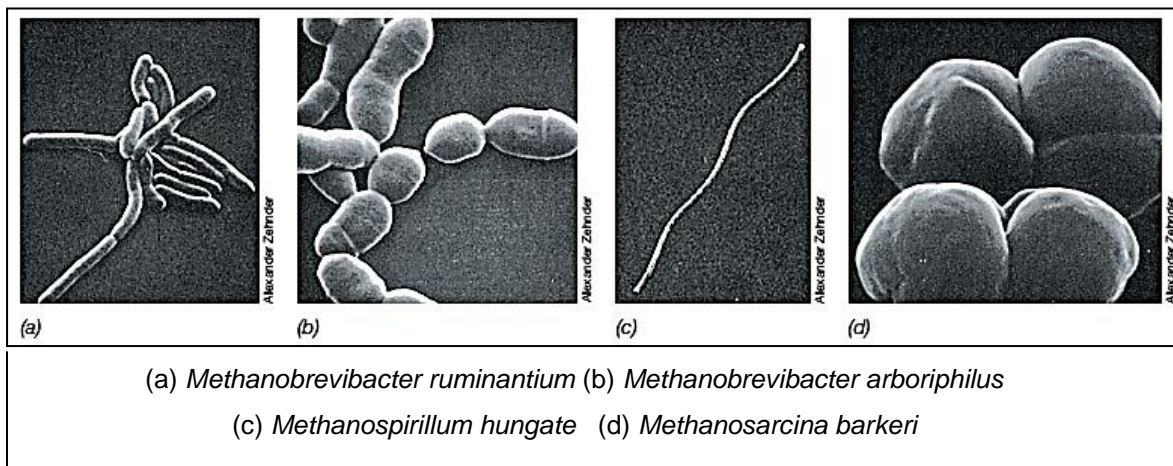 Alexander Zehnder
Alexander Zehnder
Alexander Zehnder
Alexander Zehnder
(a)
(b)
(c)
(d)
(a) Methanobrevibacter ruminantium (b) Methanobrevibacter arboriphilus
(c) Methanospirillum hungate (d) Methanosarcina barkeri